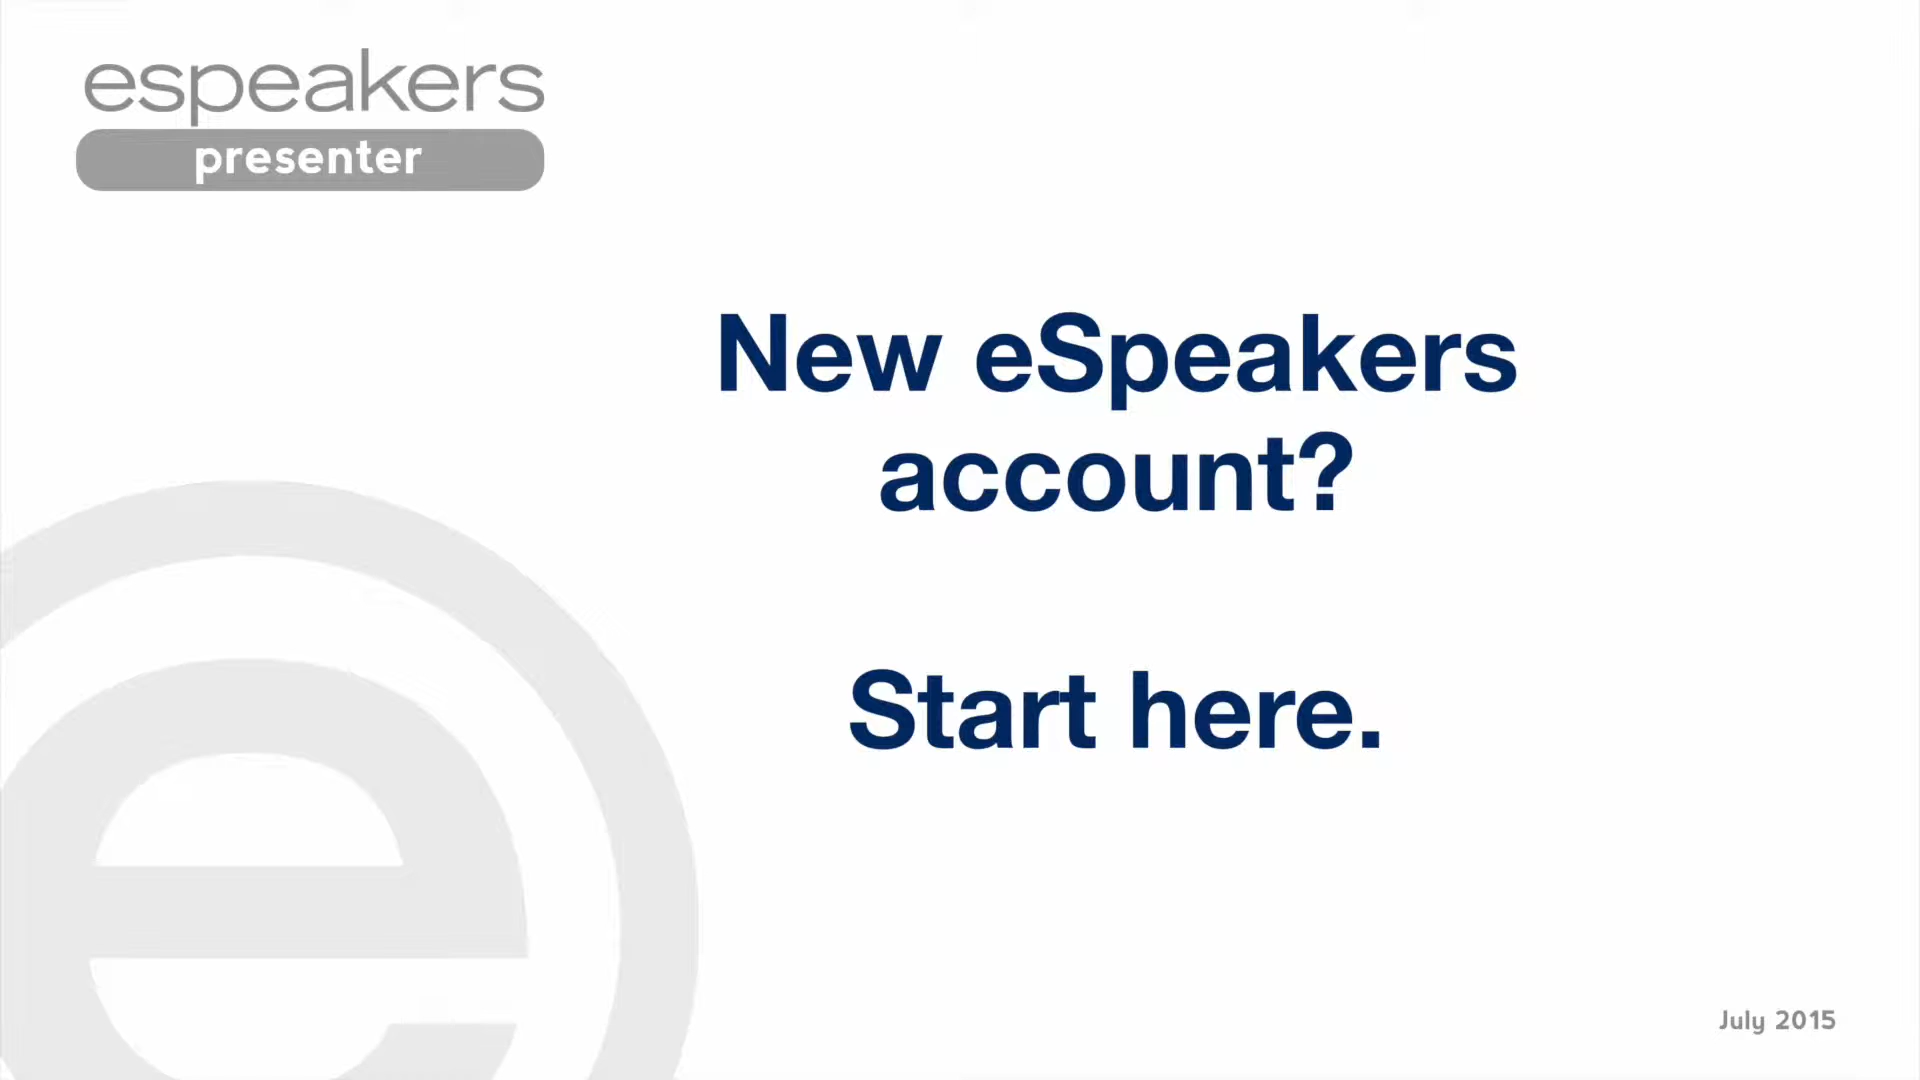 espeakers
presenter
New eSpeakers
account?
Start here.
July 2015